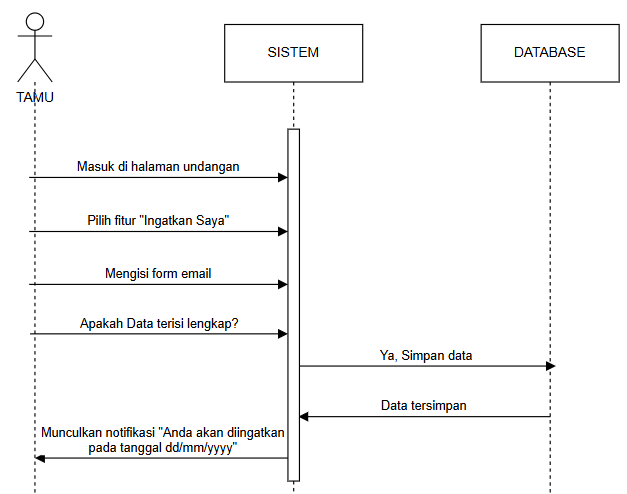 TAMU
SISTEM
DATABASE
Masuk di halaman undangan
Pilih fitur "Ingatkan Saya"
Mengisi form email
Apakah Data terisi lengkap?
Ya, Simpan data
Data tersimpan
Munculkan notifikasi "Anda akan diingatkan
pada tanggal dd/mm/yyyy"